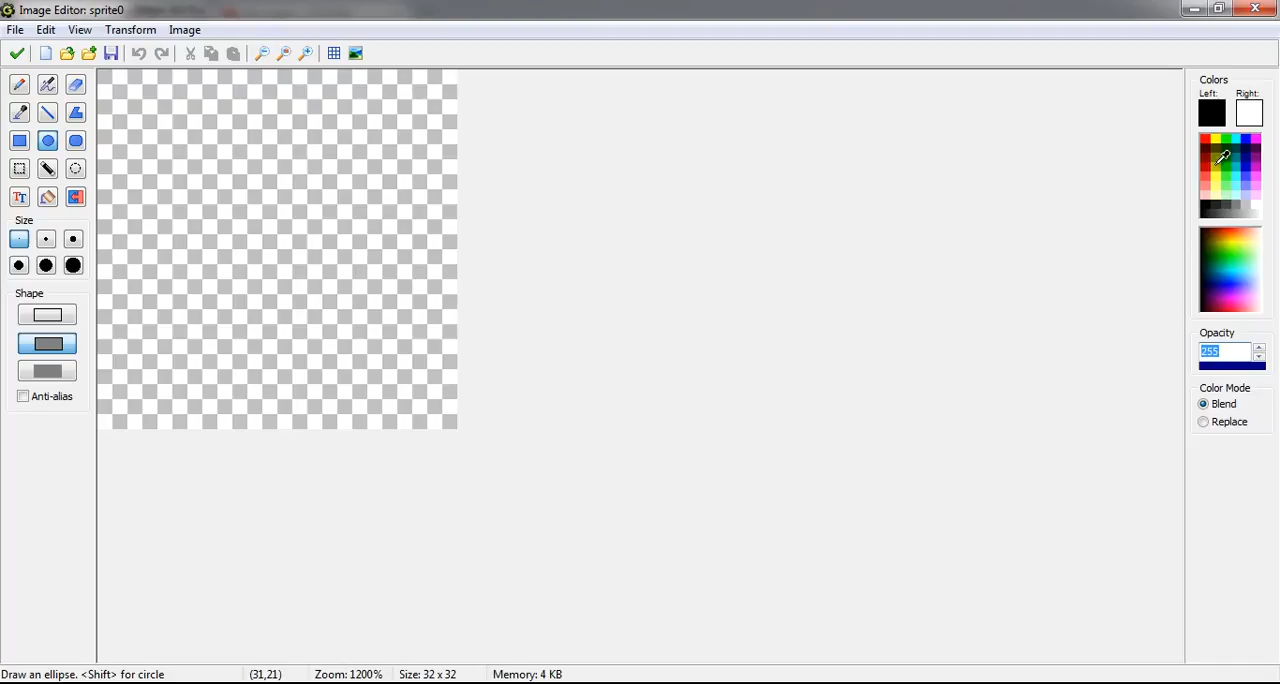 Image Editor: sprite0
File Edit View Transform Image
Colors
Left: Right:
TT
Size
Shape
Anti-alias
Opacity
255
Color Mode
Blend
Replace
Draw an ellipse. <Shift> for circle (31,21) Zoom: 1200% Size: 32 x 32 Memory: 4 KB